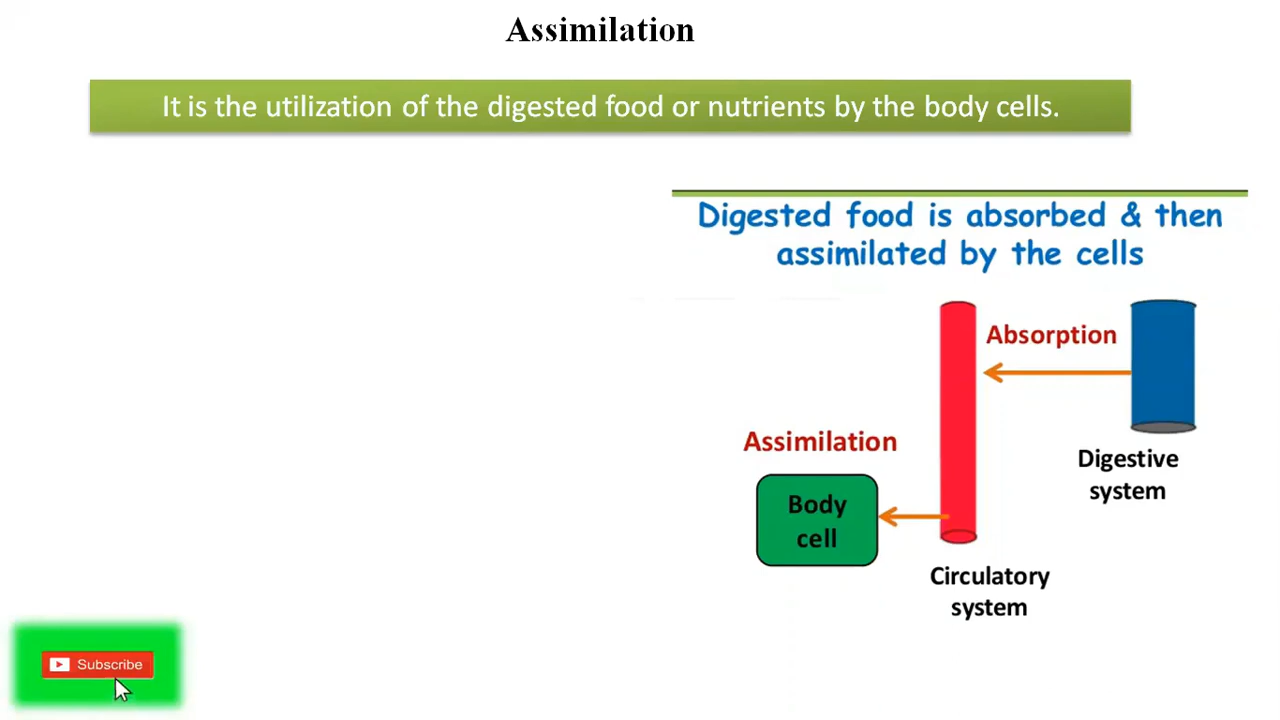 Assimilation
It is the utilization of the digested food or nutrients by the body cells.
Digested food is absorbed & then
assimilated by the cells
Absorption
Assimilation
Digestive
system
Body
cell
Circulatory
system
Subscribe